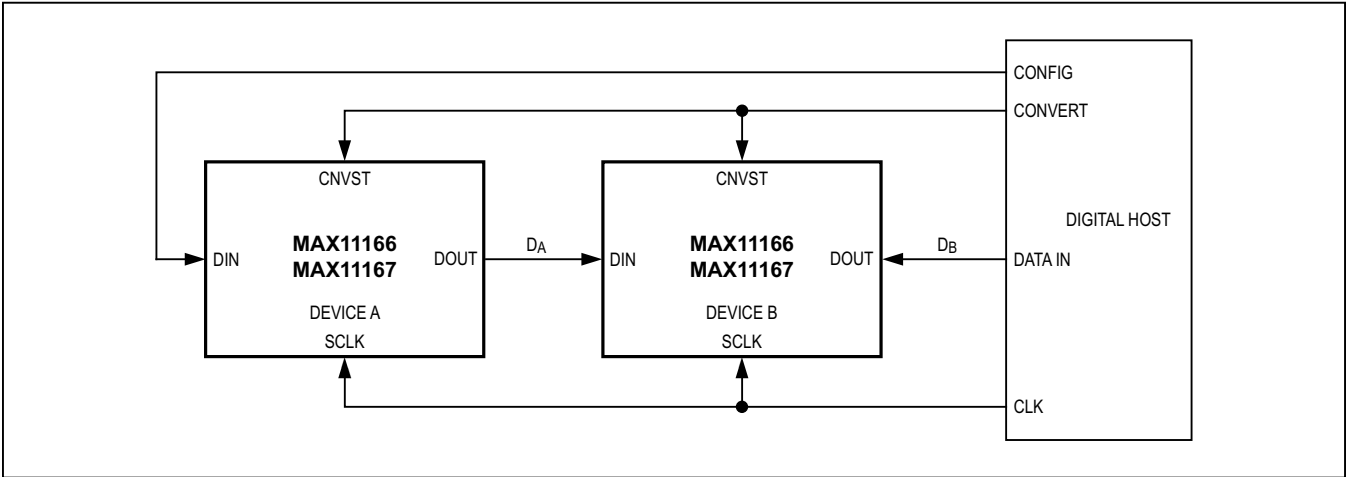 CONFIG
CONVERT
CNVST
CNVST
DIGITAL HOST
DIN
MAX11166
MAX11167
DOUT
DA
DIN
MAX11166
MAX11167
DOUT
DB
DATA IN
DEVICE A
DEVICE B
SCLK
SCLK
CLK